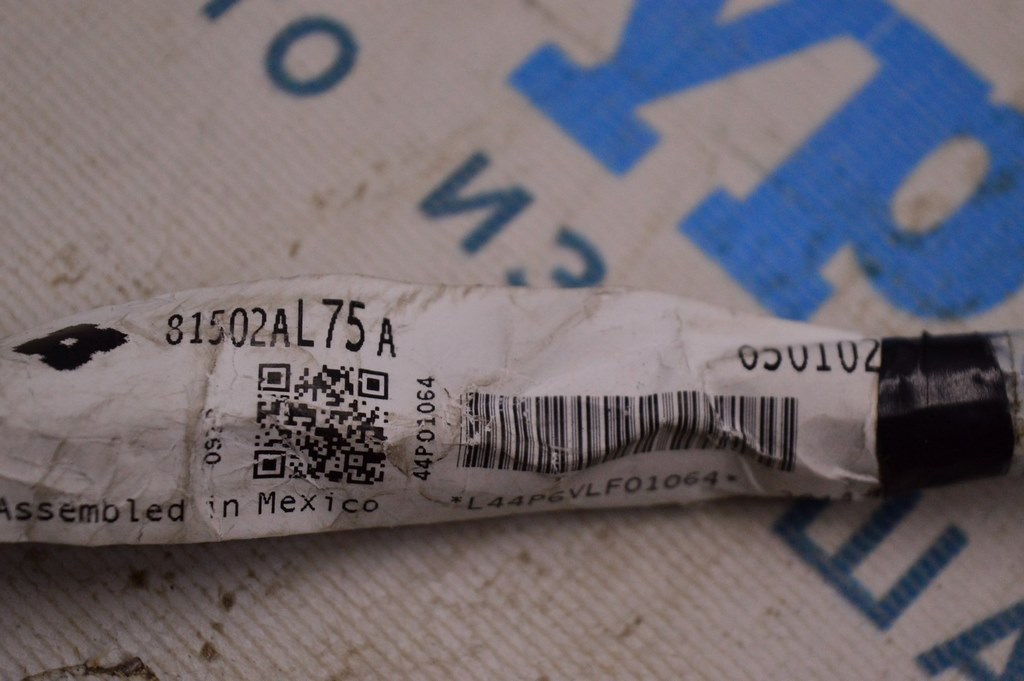 81502AL75A
050102
44P01064
*L44P6VLF01064*
Assembled in Mexico